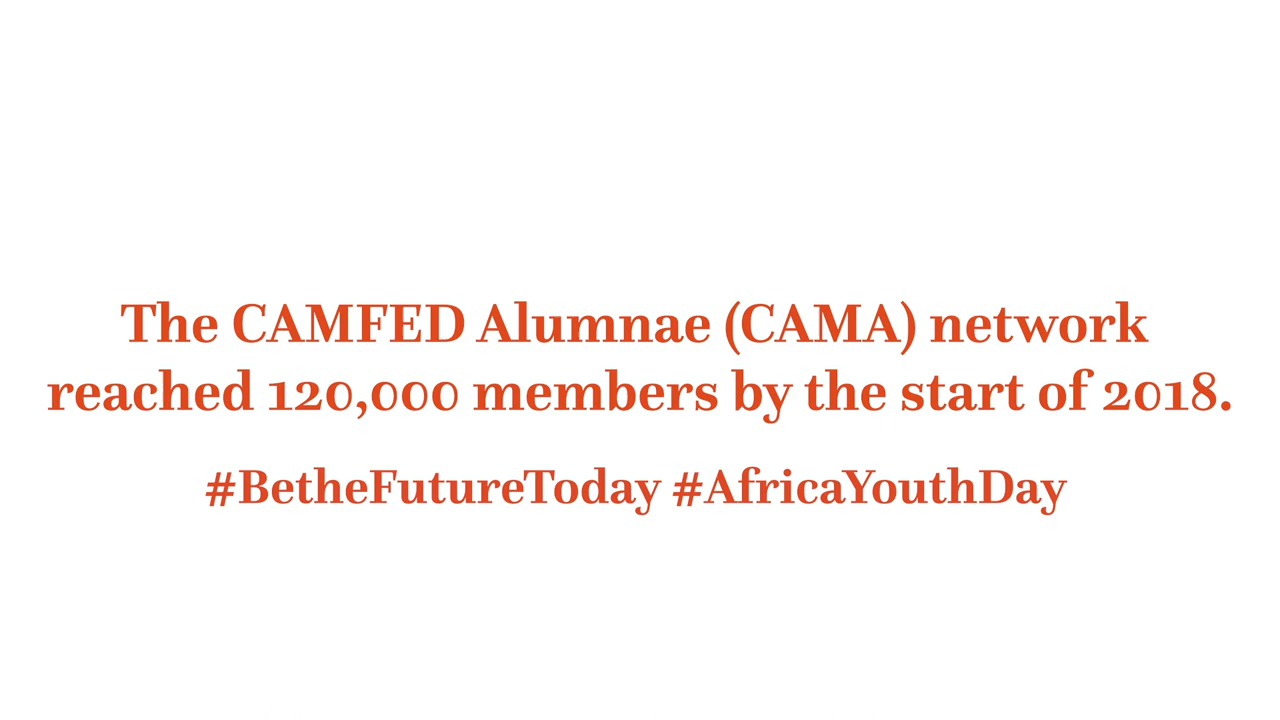 The CAMFED Alumnae (CAMA) network
reached 120,000 members by the start of 2018.
#BetheFutureToday #AfricaYouthDay